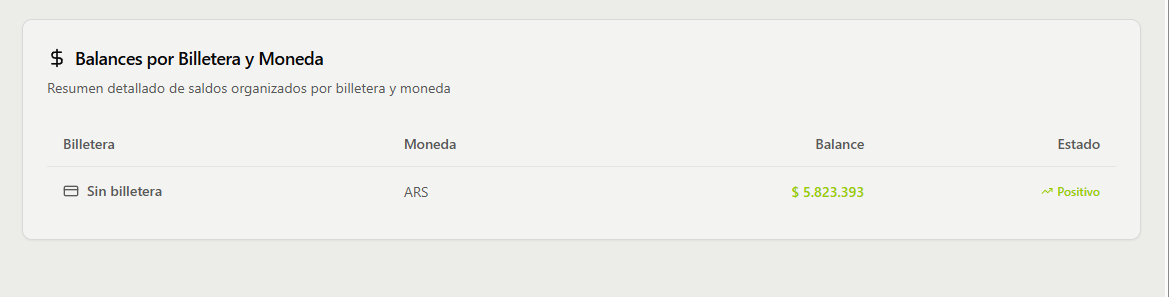 Balances por Billetera y Moneda
Resumen detallado de saldos organizados por billetera y moneda
Billetera Moneda Balance Estado
Sin billetera ARS $ 5.823.393 Positivo